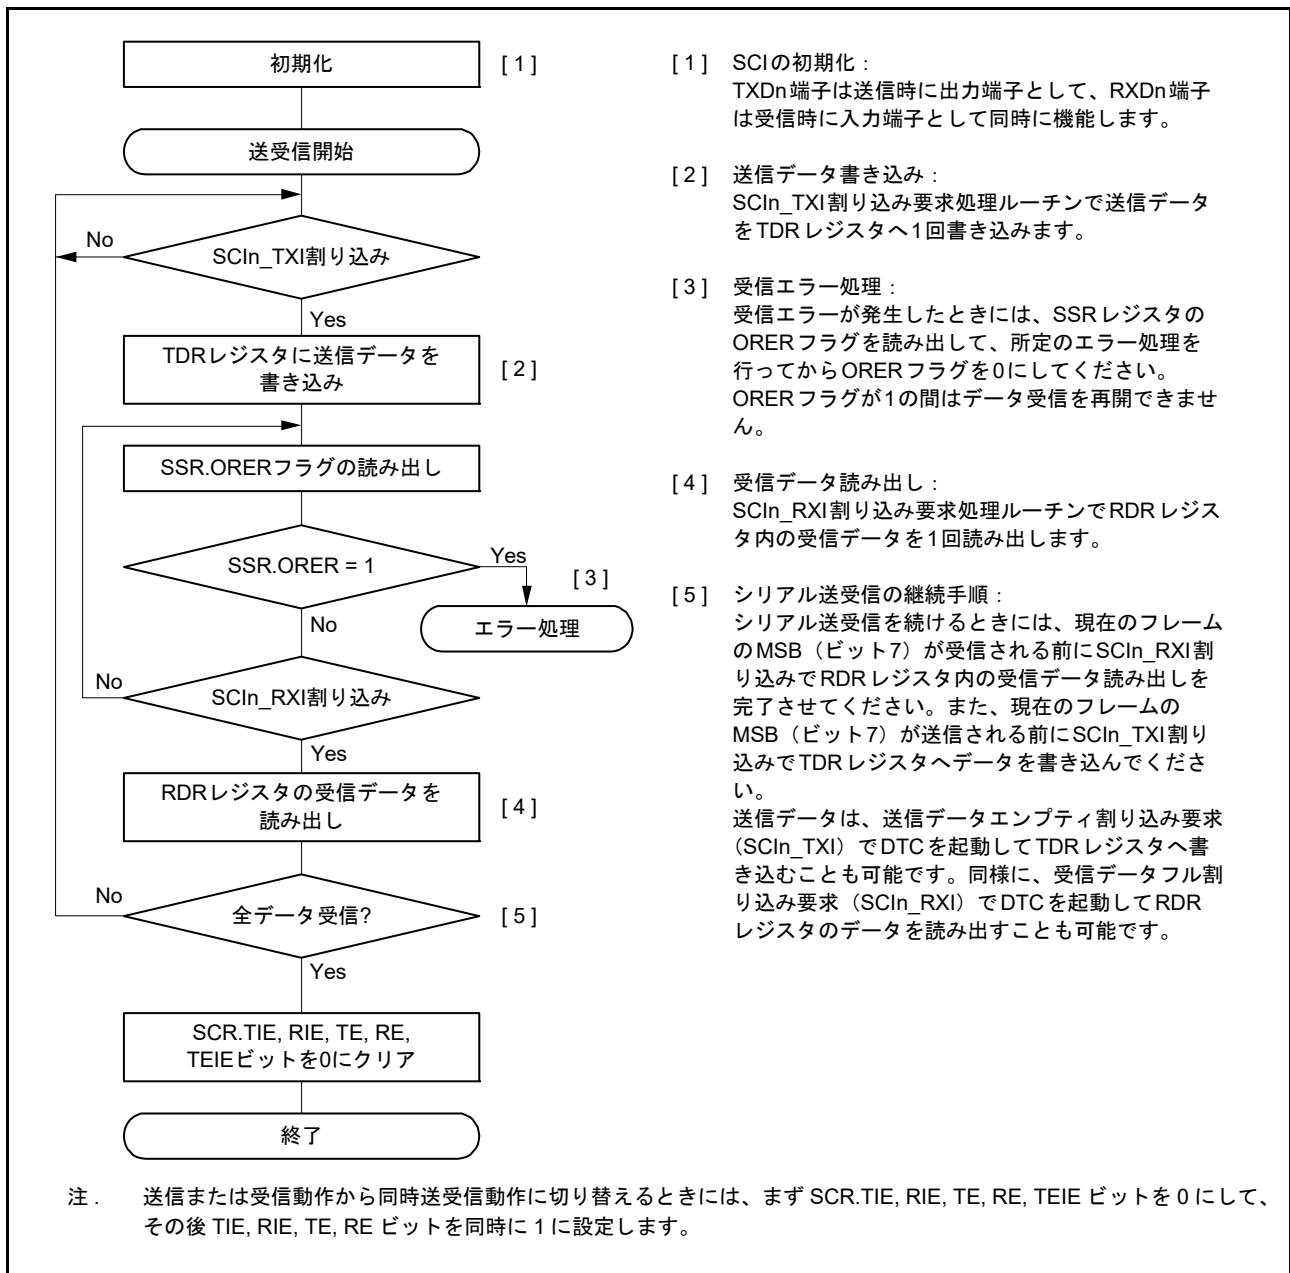 初期化
[ 1 ]
送受信開始
No
SCIn_TXI割り込み
Yes
TDRレジスタに送信データを
書き込み
[ 2 ]
SSR.ORERフラグの読み出し
SSR.ORER = 1
Yes
[ 3 ]
No
エラー処理
No
SCIn_RXI割り込み
Yes
RDRレジスタの受信データを
読み出し
[ 4 ]
No
全データ受信?
[ 5 ]
Yes
SCR.TIE, RIE, TE, RE,
TEIEビットを0にクリア
終了
[ 1 ] SCIの初期化：
TXDn端子は送信時に出力端子として、RXDn端子
は受信時に入力端子として同時に機能します。
[ 2 ] 送信データ書き込み：
SCIn_TXI割り込み要求処理ルーチンで送信データ
をTDRレジスタへ1回書き込みます。
[ 3 ] 受信エラー処理：
受信エラーが発生したときには、SSRレジスタの
ORERフラグを読み出して、所定のエラー処理を
行ってからORERフラグを0にしてください。
ORERフラグが1の間はデータ受信を再開できませ
ん。
[ 4 ] 受信データ読み出し：
SCIn_RXI割り込み要求処理ルーチンでRDRレジス
タ内の受信データを1回読み出します。
[ 5 ] シリアル送受信の継続手順：
シリアル送受信を続けるときには、現在のフレーム
のMSB（ビット7）が受信される前にSCIn_RXI割
り込みでRDRレジスタ内の受信データ読み出しを
完了させてください。また、現在のフレームの
MSB（ビット7）が送信される前にSCIn_TXI割り
込みでTDRレジスタへデータを書き込んでくださ
い。
送信データは、送信データエンプティ割り込み要求
（SCIn_TXI）でDTCを起動してTDRレジスタへ書
き込むことも可能です。同様に、受信データフル割
り込み要求（SCIn_RXI）でDTCを起動してRDR
レジスタのデータを読み出すことも可能です。
注 . 送信または受信動作から同時送受信動作に切り替えるときには、まず SCR.TIE, RIE, TE, RE, TEIE ビットを 0 にして、
その後 TIE, RIE, TE, RE ビットを同時に 1 に設定します。